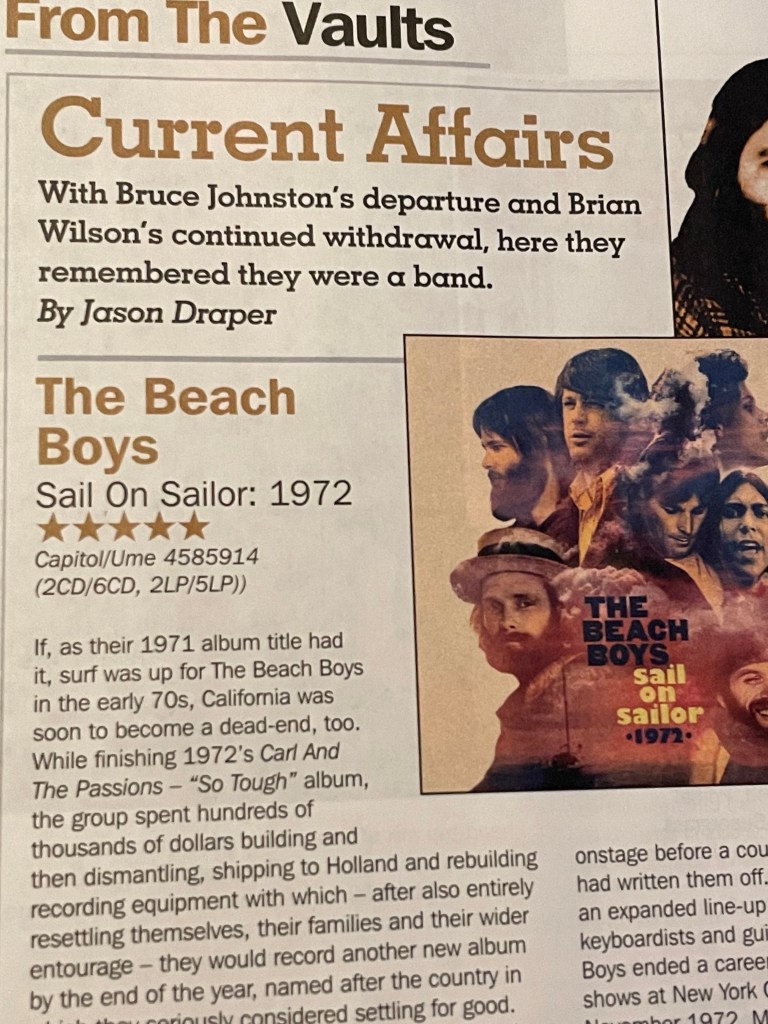 From The Vaults
Current Affairs
With Bruce Johnston's departure and Brian
Wilson's continued withdrawal, here they
remembered they were a band.
By Jason Draper
The Beach
Boys
Sail On Sailor: 1972
★★★★★
Capitol/Ume 4585914
(2CD/6CD, 2LP/5LP))
If, as their 1971 album title had
it, surf was up for The Beach Boys
in the early 70s, California was
soon to become a dead-end, too.
While finishing 1972's Carl And
The Passions – “So Tough” album,
the group spent hundreds of
thousands of dollars building and
then dismantling, shipping to Holland and rebuilding
recording equipment with which – after also entirely
resettling themselves, their families and their wider
entourage – they would record another new album
by the end of the year, named after the country in
they seriously considered settling for good.
THE
BEACH
BOYS
sail
on
sailor
•1972•
onstage before a cou
had written them off.
an expanded line-up
keyboardists and gui
Boys ended a career
shows at New York
November 1972. M